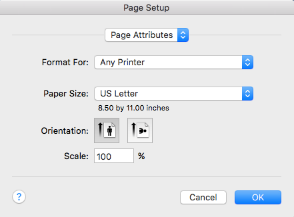 Page Setup
Page Attributes
Format For: Any Printer
Paper Size: US Letter
8.50 by 11.00 inches
Orientation:
Scale: 100 %
? Cancel OK